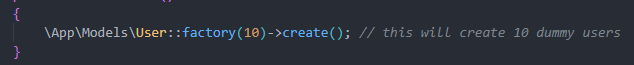 {
\App\Models\User::factory(10)->create(); // this will create 10 dummy users
}